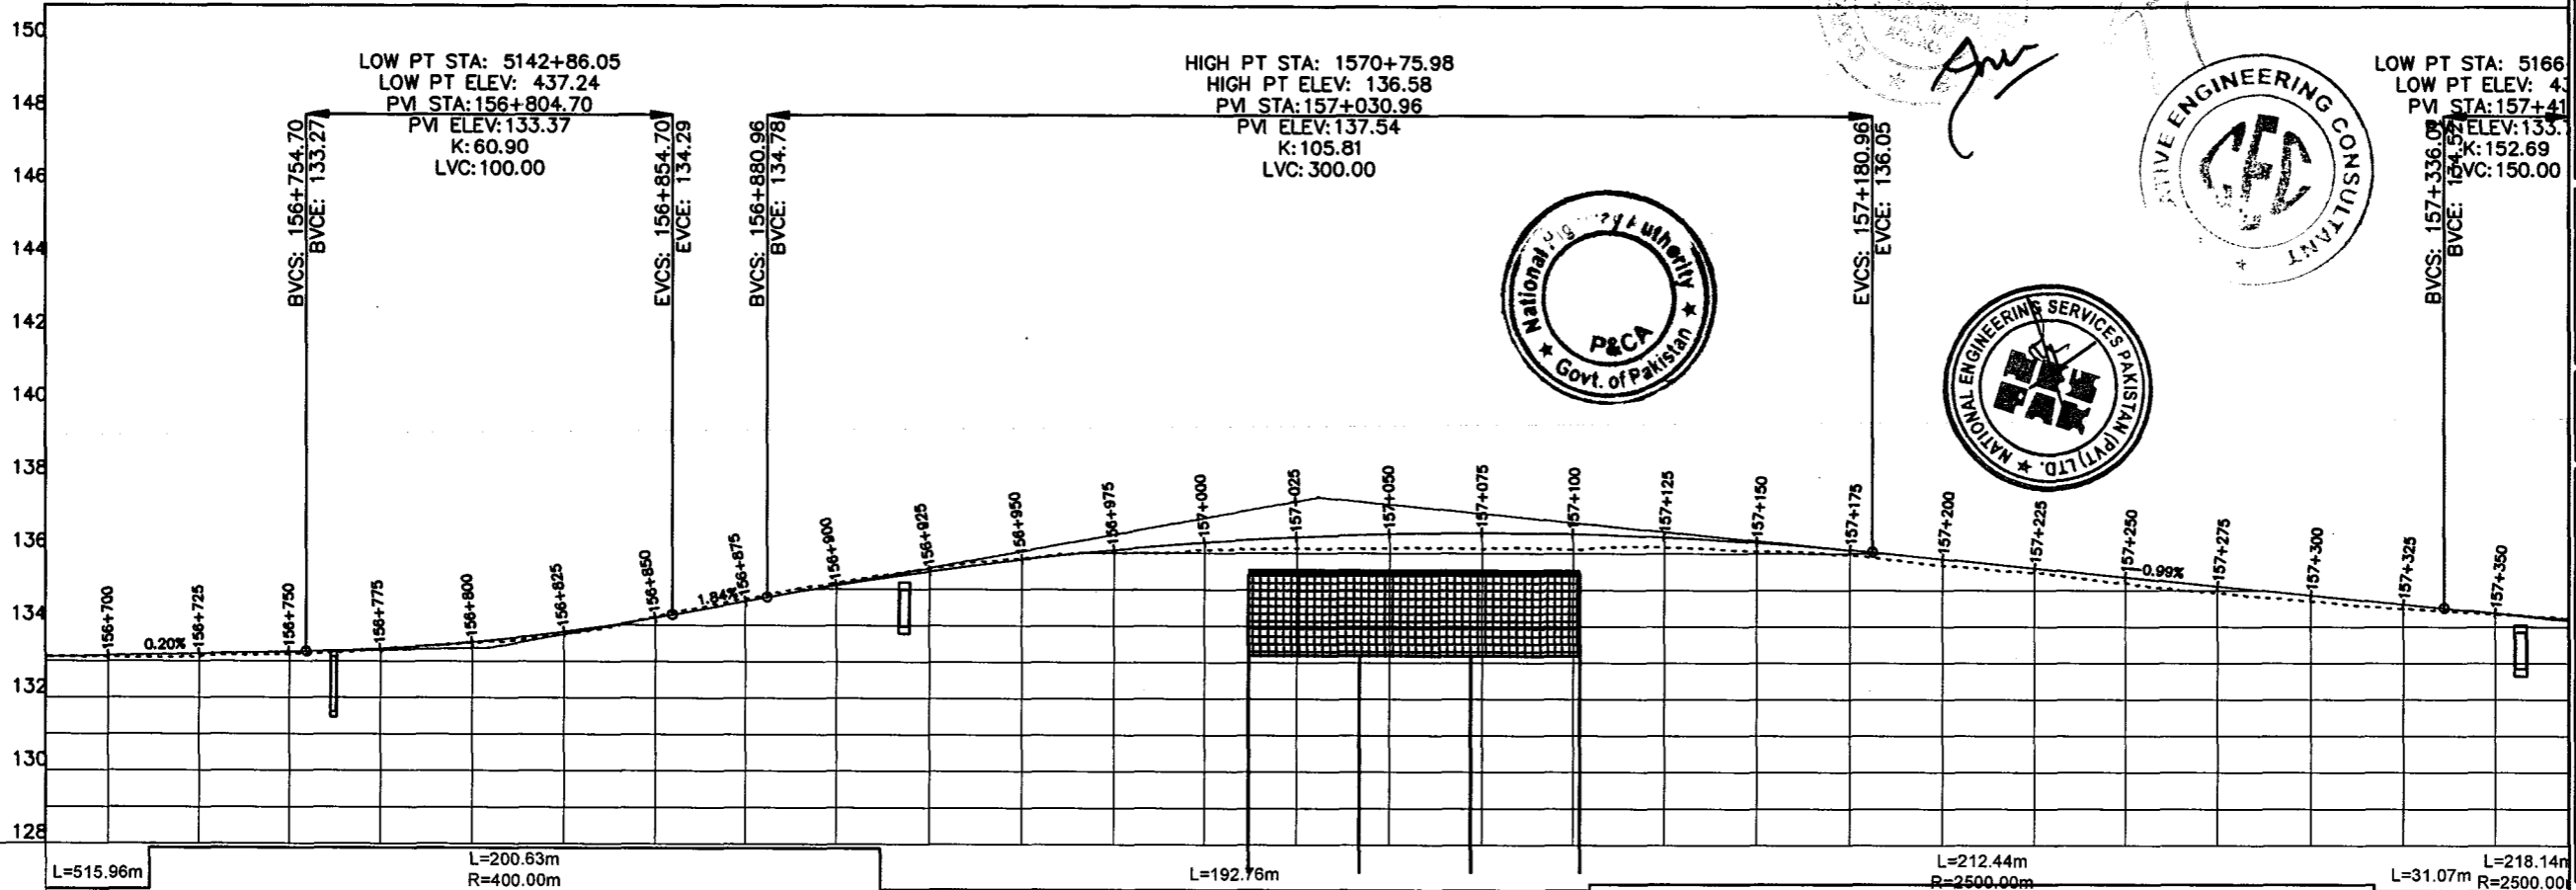 150
148
146
144
142
140
138
136
134
132
130
128
LOW PT STA: 5142+86.05
LOW PT ELEV: 437.24
PVI STA:156+804.70
PVI ELEV:133.37
K:60.90
LVC:100.00
BVCS: 156+754.70
BVCE: 133.27
EVCS: 156+854.70
EVCE: 134.29
HIGH PT STA: 1570+75.98
HIGH PT ELEV: 136.58
PVI STA:157+030.96
PVI ELEV:137.54
K:105.81
LVC:300.00
BVCS: 156+880.96
BVCE: 134.78
EVCS: 157+180.96
EVCE: 136.05
LOW PT STA: 5166
LOW PT ELEV:
PVI STA:157+41
ELEV:133.
K:152.69
LVC:150.00
BVCS: 157+336.0
BVCE: 134.52
National Authority
P&CA
Govt. of Pakistan
NATIONAL ENGINEERING SERVICES PAKISTAN (PVT) LTD.
ENGINEERING CONSULTANT
156+700
0.20%
156+725
156+750
156+775
156+800
156+825
156+850
1.84%
156+875
156+900
156+925
156+950
156+975
157+000
157+025
157+050
157+075
157+100
157+125
157+150
157+175
157+200
157+225
157+250
-0.99%
157+275
157+300
157+325
157+350
L=515.96m
L=200.63m
R=400.00m
L=192.76m
L=212.44m
R=2500.00m
L=31.07m
L=218.14m
R=2500.00